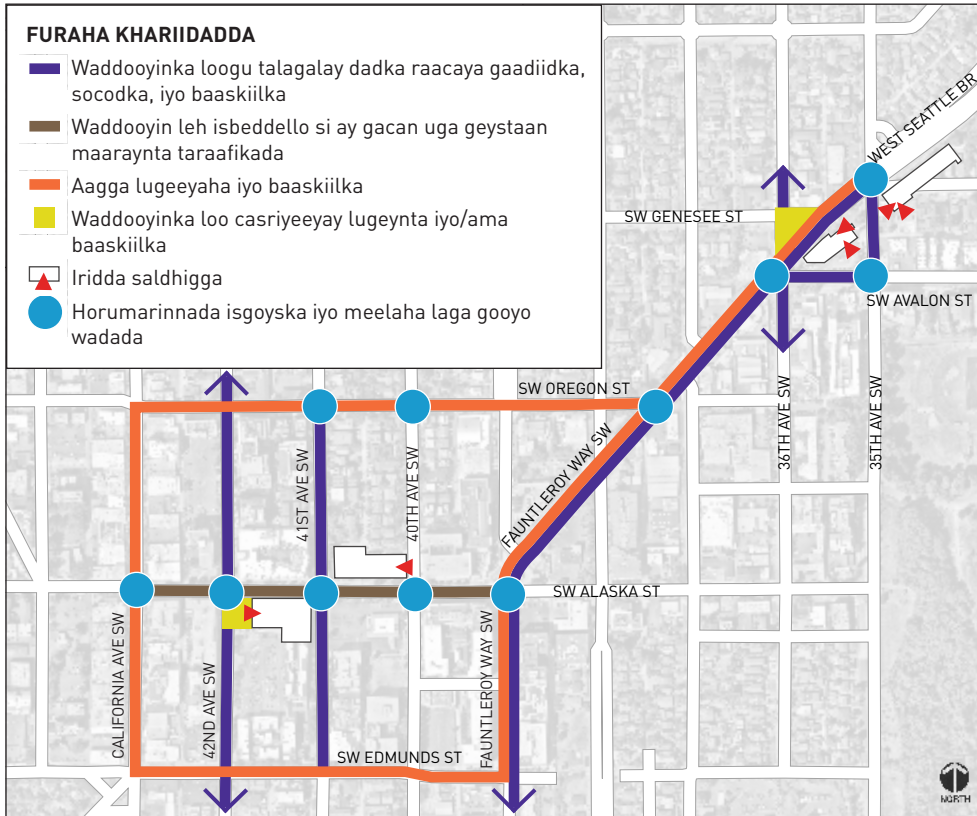 FURAHA KHARIIDADDA
Waddooyinka loogu talagalay dadka raacaya gaadiidka,
socodka, iyo baaskiilka
Waddooyin leh isbeddello si ay gacan uga geystaan
maaraynta taraafikada
Aagga lugeeyaha iyo baaskiilka
Waddooyinka loo casriyeeyay lugeynta iyo/ama
baaskiilka
Iridda saldhigga
Horumarinnada isgoyska iyo meelaha laga gooyo
wadada
WEST SEATTLE BR
SW GENESEE ST
SW AVALON ST
36TH AVE SW
35TH AVE SW
SW OREGON ST
41ST AVE SW
40TH AVE SW
FAUNTLEROY WAY SW
SW ALASKA ST
CALIFORNIA AVE SW
42ND AVE SW
FAUNTLEROY WAY SW
SW EDMUNDS ST
NORTH